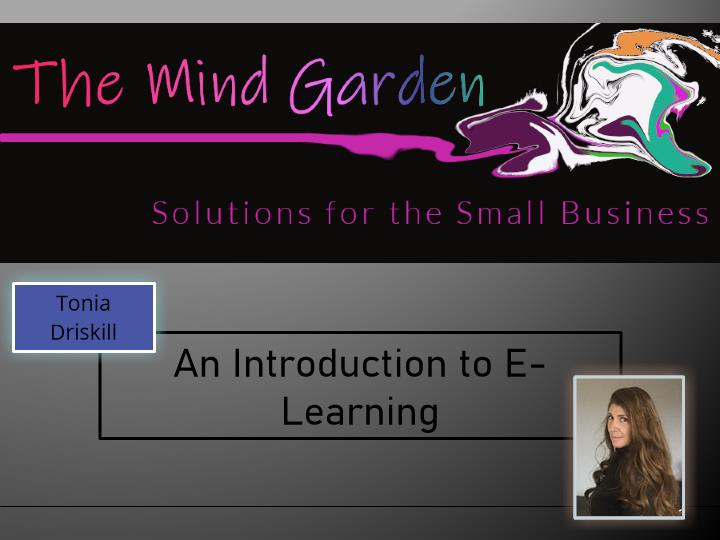 The Mind Garden
Solutions for the Small Business
Tonia
Driskill
An Introduction to E-
Learning